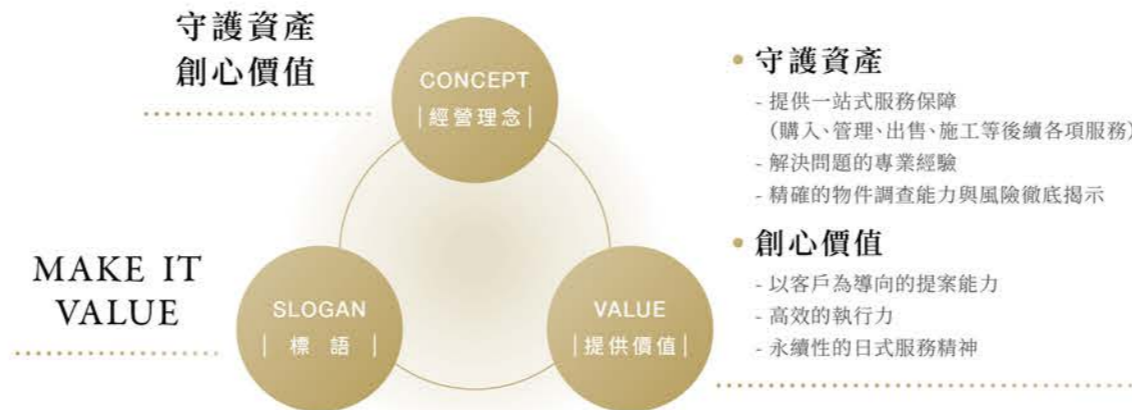 守護資產
創心價值
CONCEPT
|經營理念|
MAKE IT
VALUE
SLOGAN
| 標 語 |
VALUE
|提供價值|
• 守護資產
- 提供一站式服務保障
(購入、管理、出售、施工等後續各項服務)
- 解決問題的專業經驗
- 精確的物件調查能力與風險徹底揭示
• 創心價值
- 以客戶為導向的提案能力
- 高效的執行力
- 永續性的日式服務精神